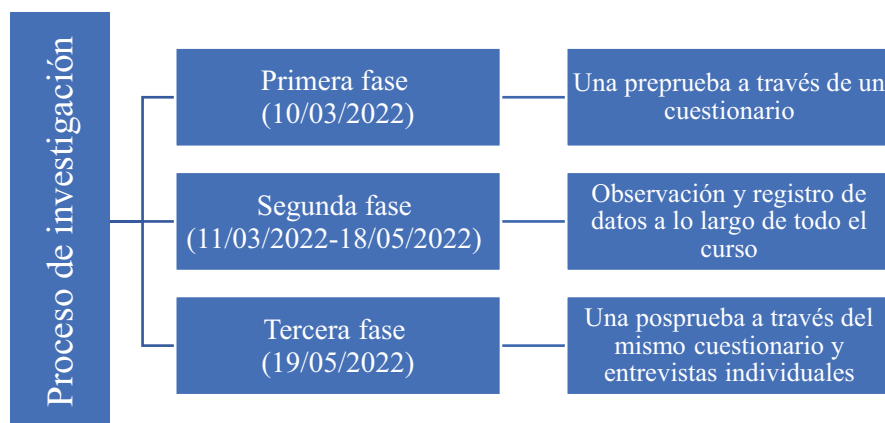 Proceso de investigación
Primera fase
(10/03/2022)
Una preprueba a través de un
cuestionario
Segunda fase
(11/03/2022-18/05/2022)
Observación y registro de
datos a lo largo de todo el
curso
Tercera fase
(19/05/2022)
Una posprueba a través del
mismo cuestionario y
entrevistas individuales